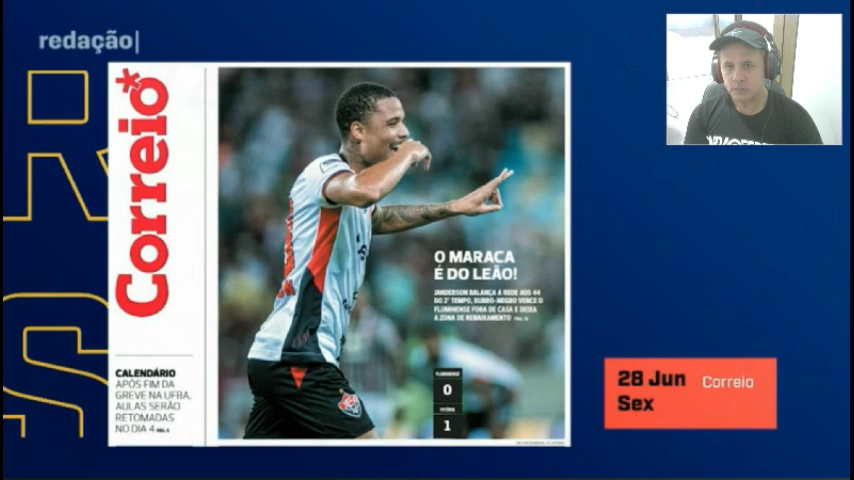 redação|
Correio*
O MARACA
É DO LEÃO!
JANDERSON BALANÇA A REDE AOS 44
DO 2º TEMPO, RUBRO-NEGRO VENCE O
FLUMINENSE FORA DE CASA E DEIXA
A ZONA DE REBAIXAMENTO
FLUMINENSE
0
VITÓRIA
1
CALENDÁRIO
APÓS FIM DA
GREVE NA UFBA,
AULAS SERÃO
RETOMADAS
NO DIA 4
28 Jun Correio
Sex